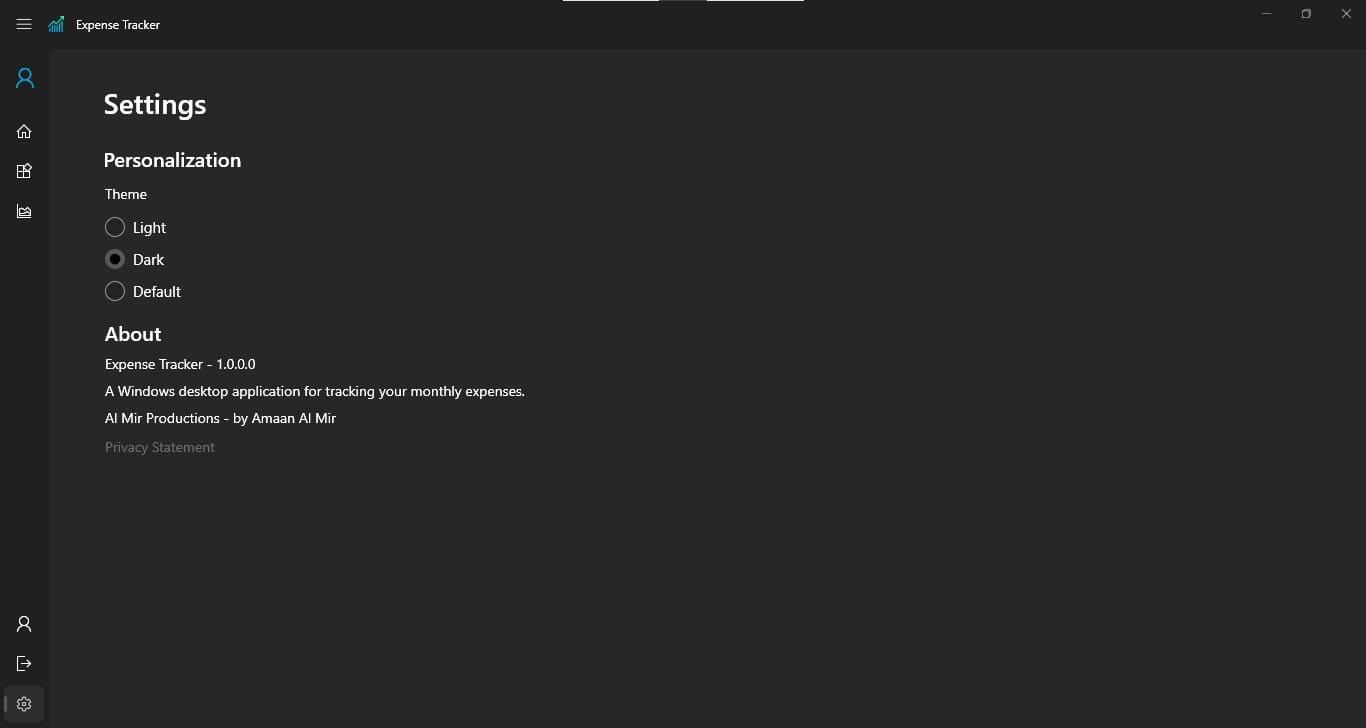 Expense Tracker
Settings
Personalization
Theme
Light
Dark
Default
About
Expense Tracker - 1.0.0.0
A Windows desktop application for tracking your monthly expenses.
Al Mir Productions - by Amaan Al Mir
Privacy Statement